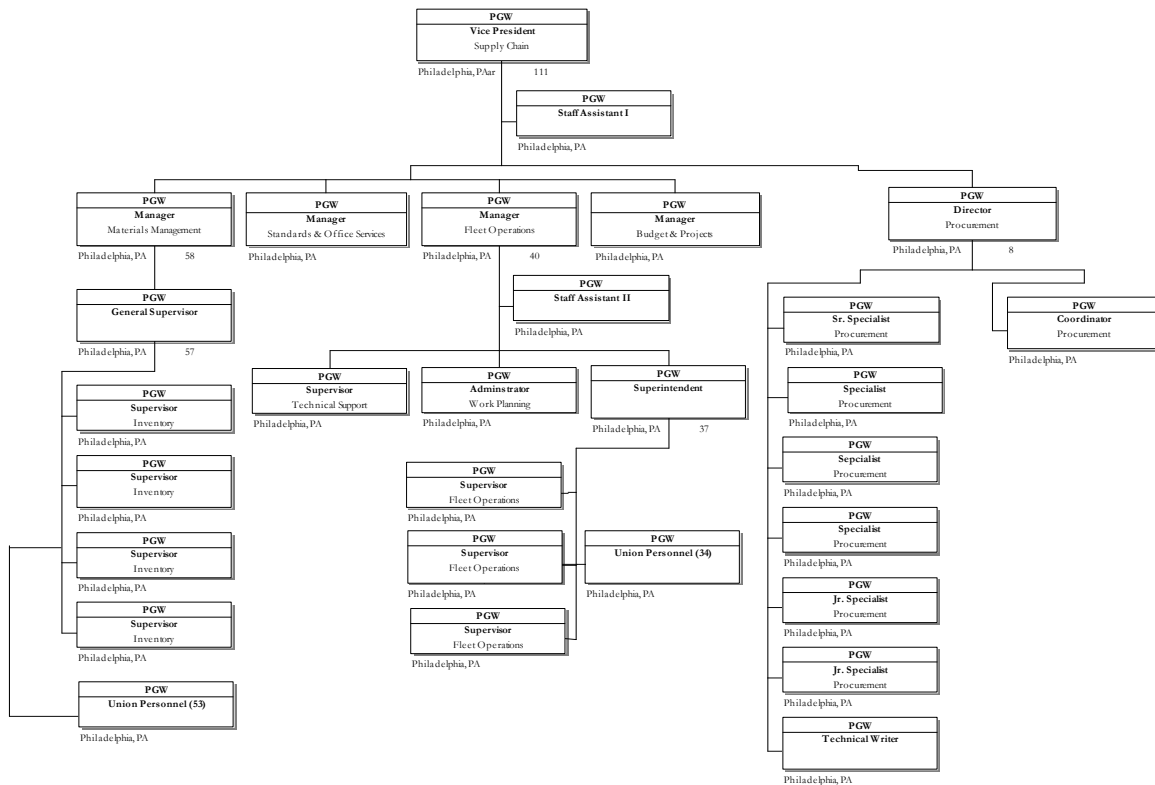 PGW
Vice President
Supply Chain
Philadelphia, PAar 111
PGW
Staff Assistant I
Philadelphia, PA
PGW
Manager
Materials Management
Philadelphia, PA 58
PGW
Manager
Standards & Office Services
Philadelphia, PA
PGW
Manager
Fleet Operations
Philadelphia, PA 40
PGW
Manager
Budget & Projects
Philadelphia, PA
PGW
Director
Procurement
Philadelphia, PA 8
PGW
General Supervisor
Philadelphia, PA 57
PGW
Supervisor
Inventory
Philadelphia, PA
PGW
Supervisor
Inventory
Philadelphia, PA
PGW
Supervisor
Inventory
Philadelphia, PA
PGW
Supervisor
Inventory
Philadelphia, PA
PGW
Union Personnel (53)
Philadelphia, PA
PGW
Staff Assistant II
Philadelphia, PA
PGW
Supervisor
Technical Support
Philadelphia, PA
PGW
Adminstrator
Work Planning
Philadelphia, PA
PGW
Superintendent
Philadelphia, PA 37
PGW
Supervisor
Fleet Operations
Philadelphia, PA
PGW
Supervisor
Fleet Operations
Philadelphia, PA
PGW
Union Personnel (34)
Philadelphia, PA
PGW
Supervisor
Fleet Operations
Philadelphia, PA
PGW
Sr. Specialist
Procurement
Philadelphia, PA
PGW
Specialist
Procurement
Philadelphia, PA
PGW
Sepcialist
Procurement
Philadelphia, PA
PGW
Specialist
Procurement
Philadelphia, PA
PGW
Jr. Specialist
Procurement
Philadelphia, PA
PGW
Jr. Specialist
Procurement
Philadelphia, PA
PGW
Technical Writer
Philadelphia, PA
PGW
Coordinator
Procurement
Philadelphia, PA